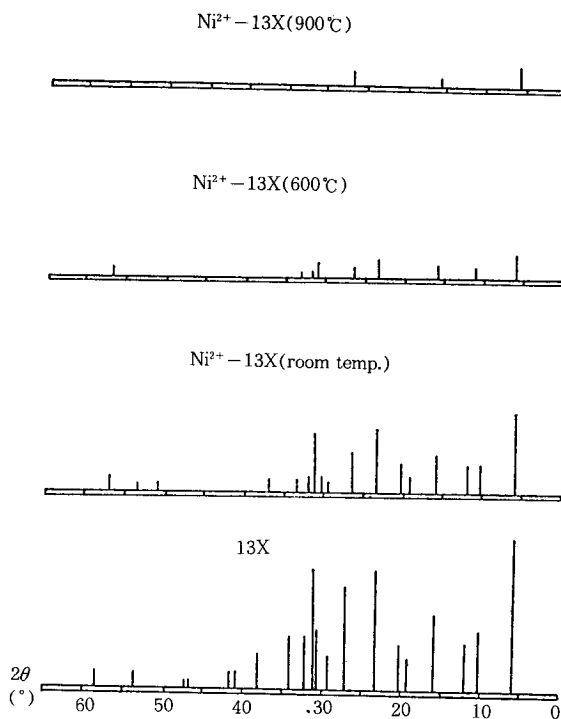 Ni²⁺−13X(900℃)
Ni²⁺−13X(600℃)
Ni²⁺−13X(room temp.)
13X
2θ
(°)
60 50 40 .30 20 10 0